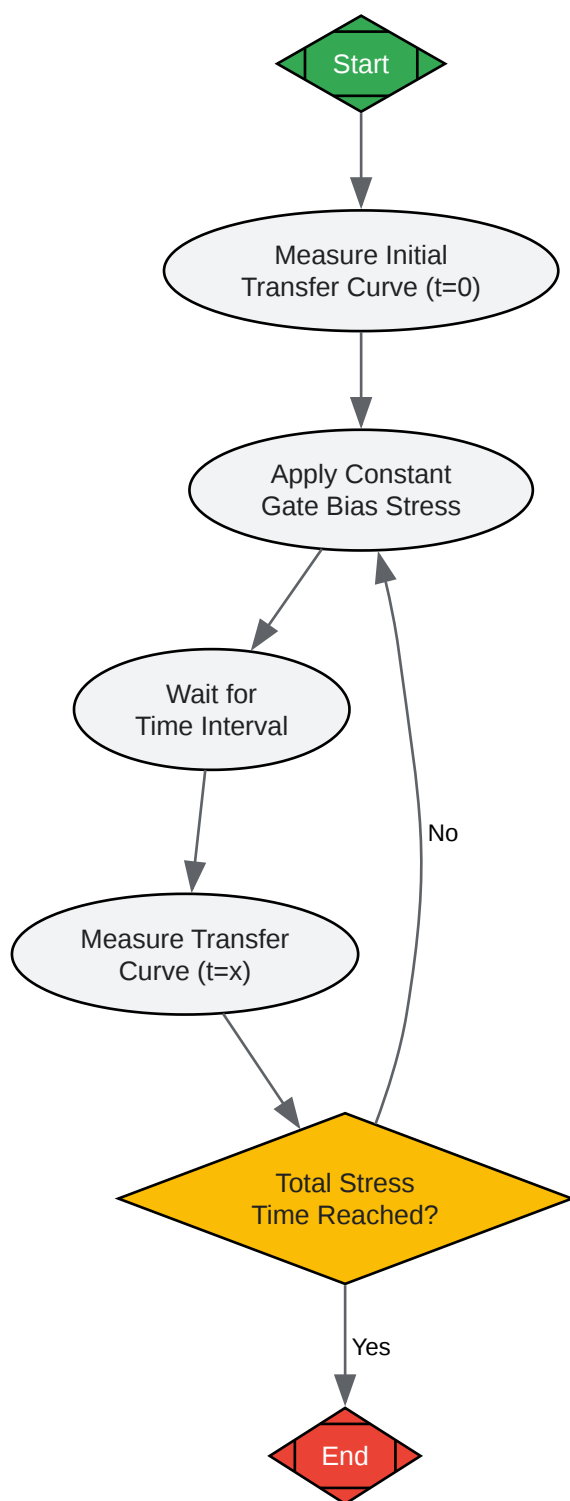 Start
Measure Initial
Transfer Curve (t=0)
Apply Constant
Gate Bias Stress
Wait for
Time Interval
No
Measure Transfer
Curve (t=x)
Total Stress
Time Reached?
Yes
End